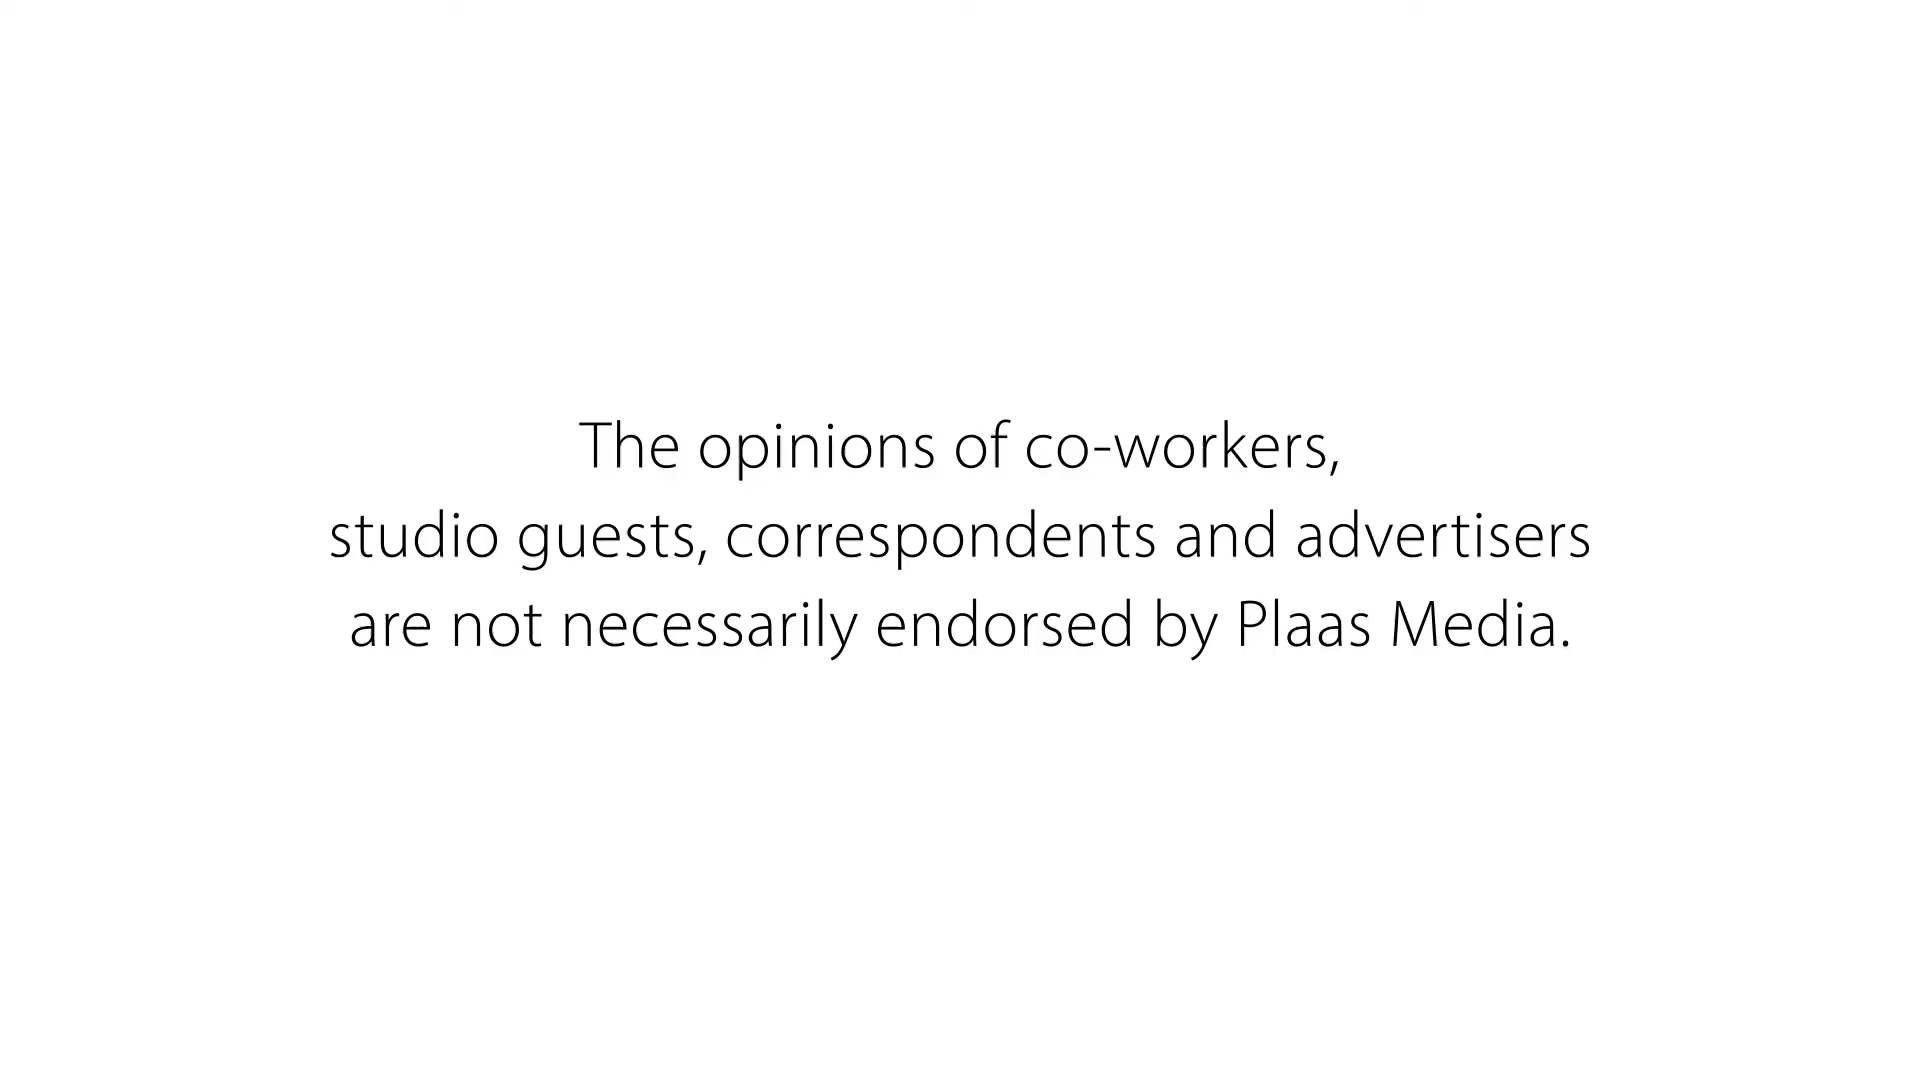 The opinions of co-workers,
studio guests, correspondents and advertisers
are not necessarily endorsed by Plaas Media.